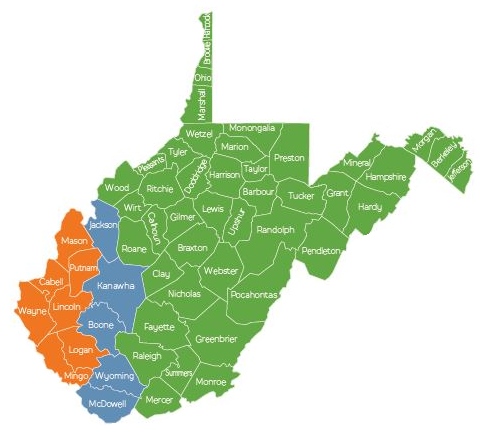 Hancock
Brooke
Ohio
Marshall
Wetzel
Monongalia
Marion
Preston
Morgan
Berkeley
Jefferson
Mineral
Hampshire
Tyler
Pleasants
Doddridge
Harrison
Taylor
Wood
Ritchie
Barbour
Tucker
Grant
Hardy
Wirt
Calhoun
Gilmer
Lewis
Upshur
Randolph
Pendleton
Jackson
Roane
Braxton
Mason
Putnam
Kanawha
Clay
Webster
Cabell
Wayne
Lincoln
Nicholas
Pocahontas
Boone
Fayette
Greenbrier
Logan
Raleigh
Mingo
Wyoming
Summers
Monroe
McDowell
Mercer